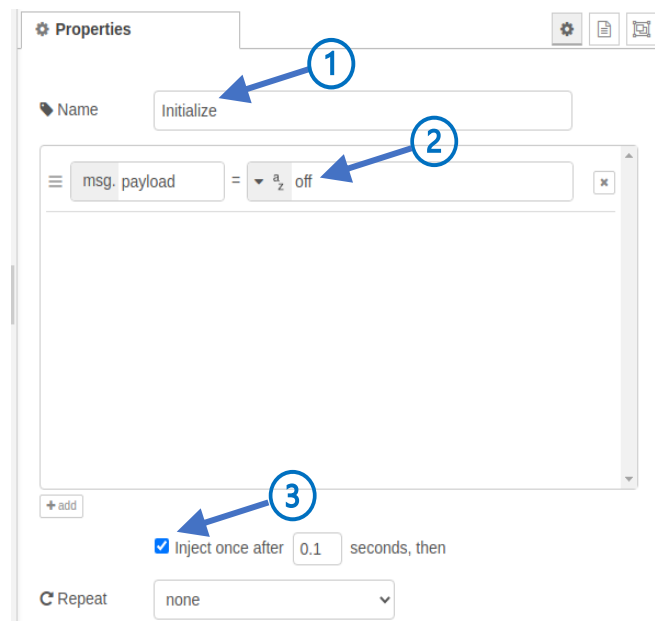 Properties
1
Name
Initialize
2
msg. payload = az off
3
+ add
Inject once after 0.1 seconds, then
Repeat none